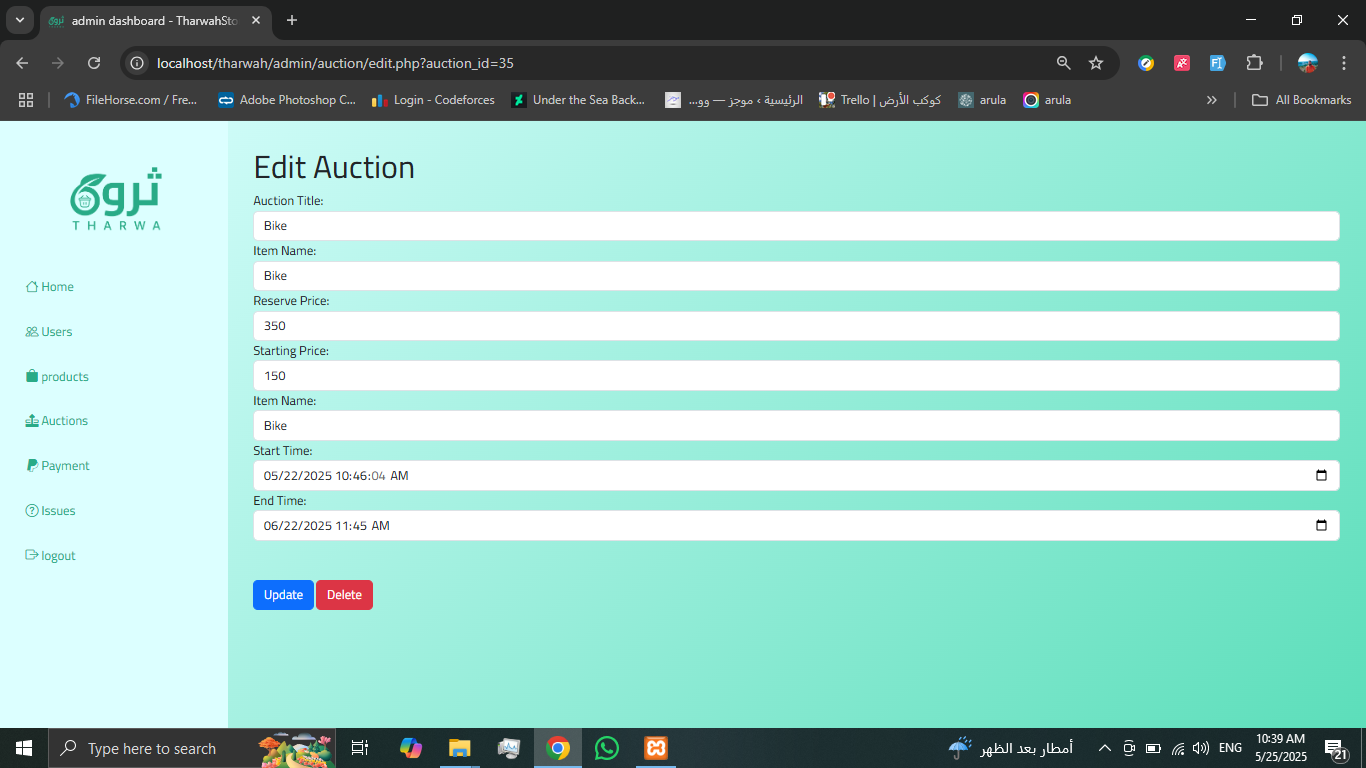 admin dashboard - TharwahSto
localhost/tharwah/admin/auction/edit.php?auction_id=35
FileHorse.com / Fre...
Adobe Photoshop C...
Login - Codeforces
Under the Sea Back...
الرئيسية › موجز — وو...
كوكب الأرض | Trello
arula
arula
All Bookmarks
ثروة
THARWA
Home
Users
products
Auctions
Payment
Issues
logout
Edit Auction
Auction Title:
Bike
Item Name:
Bike
Reserve Price:
350
Starting Price:
150
Item Name:
Bike
Start Time:
05/22/2025 10:46:04 AM
End Time:
06/22/2025 11:45 AM
Update
Delete
Type here to search
أمطار بعد الظهر
ENG
10:39 AM
5/25/2025
21